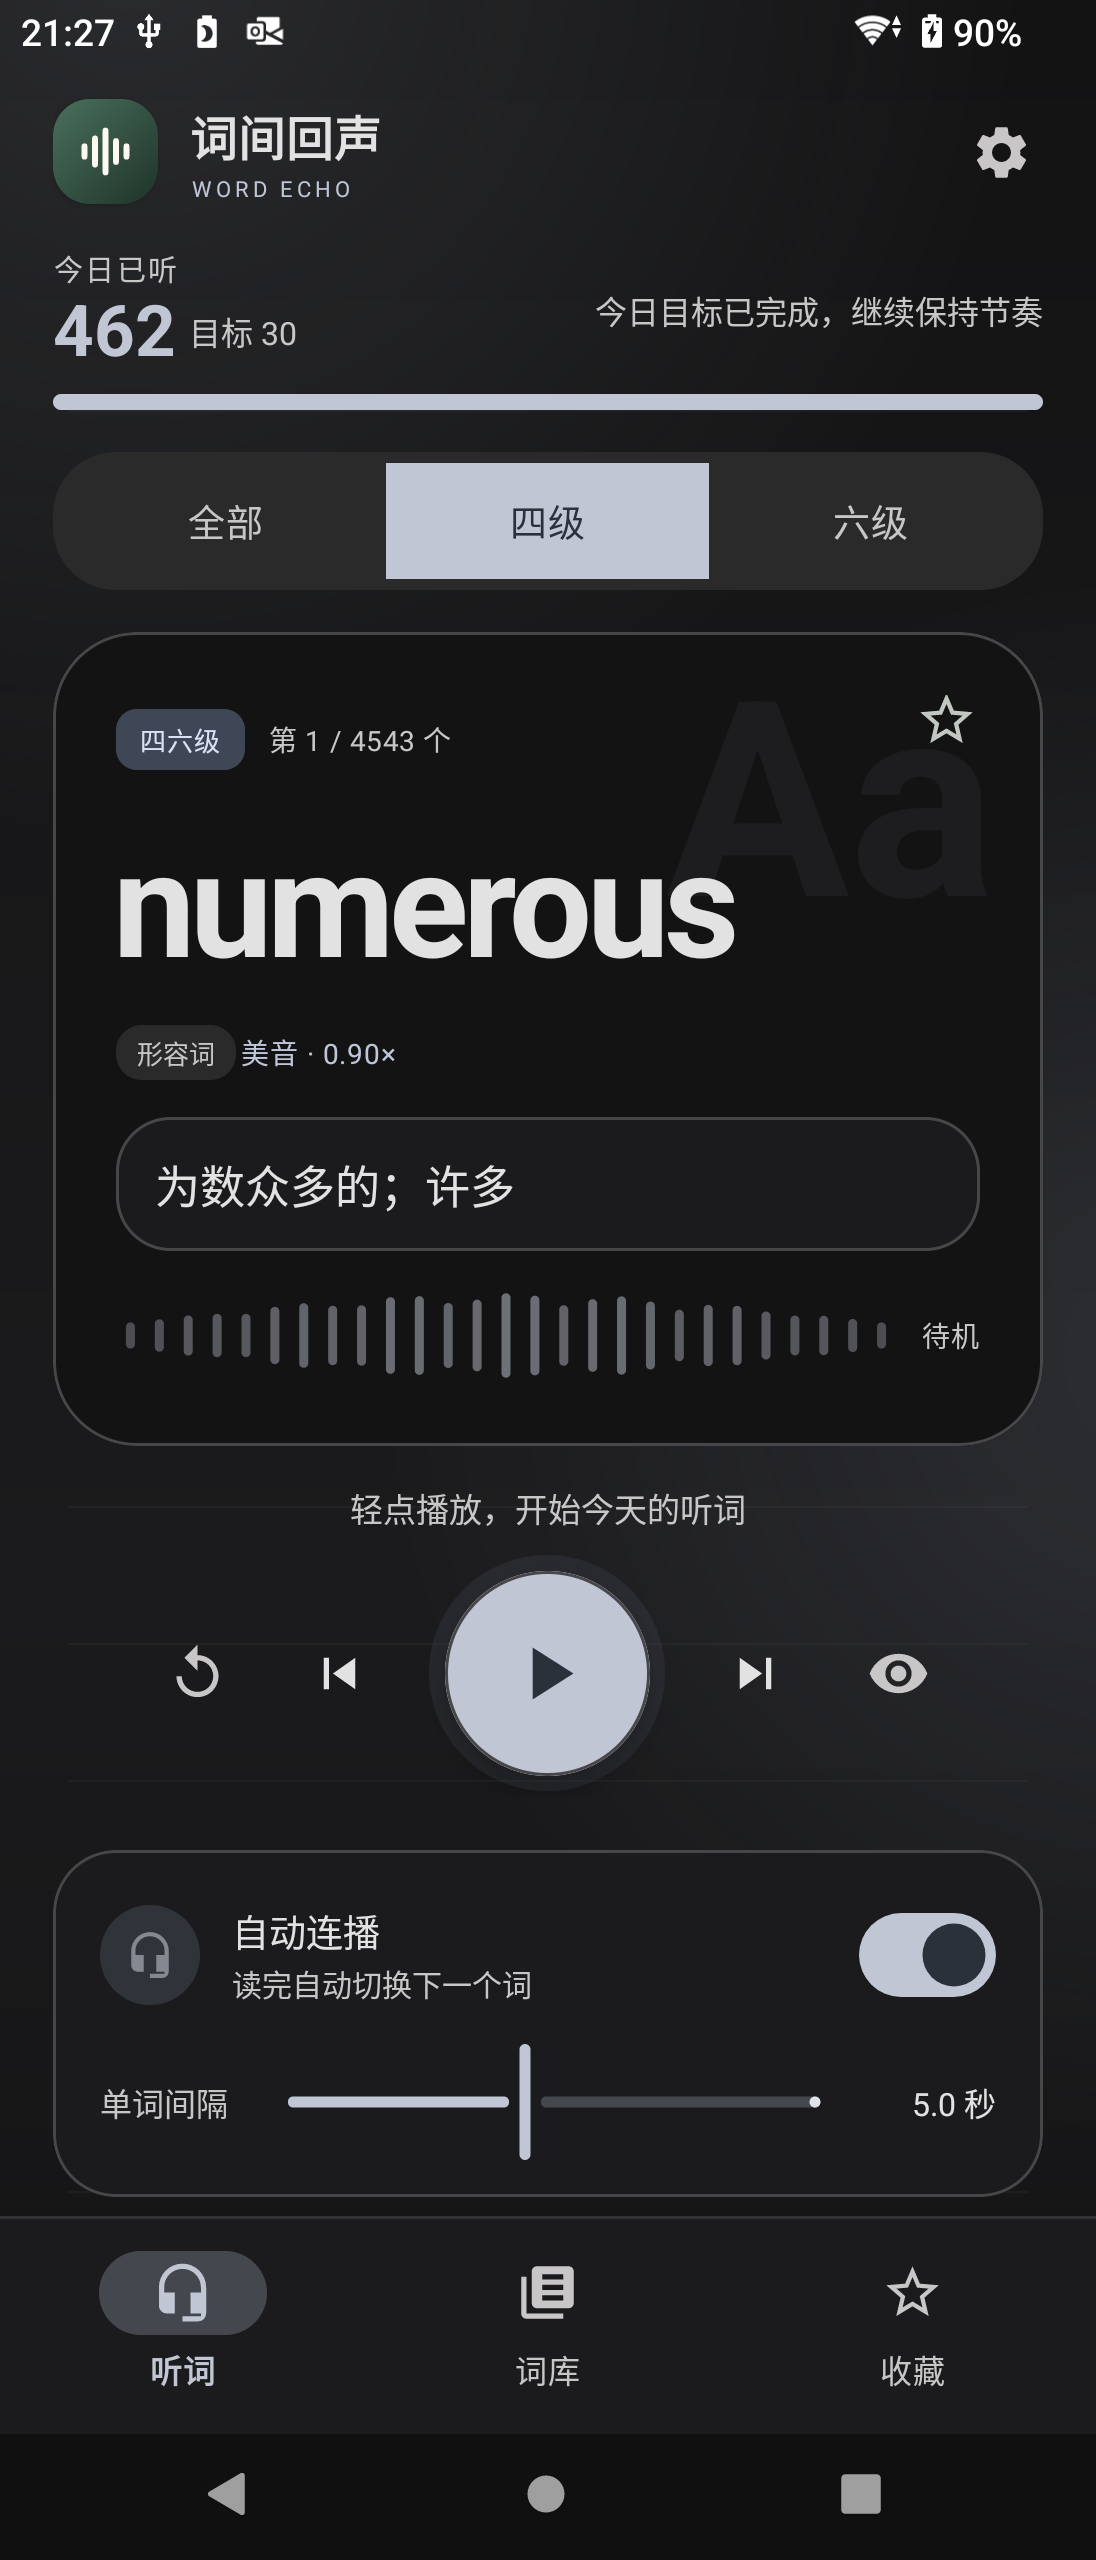 21:27 90%
词间回声
WORD ECHO
今日已听
462 目标 30
今日目标已完成，继续保持节奏
全部 四级 六级
四六级 第 1 / 4543 个
Aa
numerous
形容词 美音 · 0.90×
为数众多的；许多
待机
轻点播放，开始今天的听词
自动连播
读完自动切换下一个词
单词间隔 5.0 秒
听词 词库 收藏